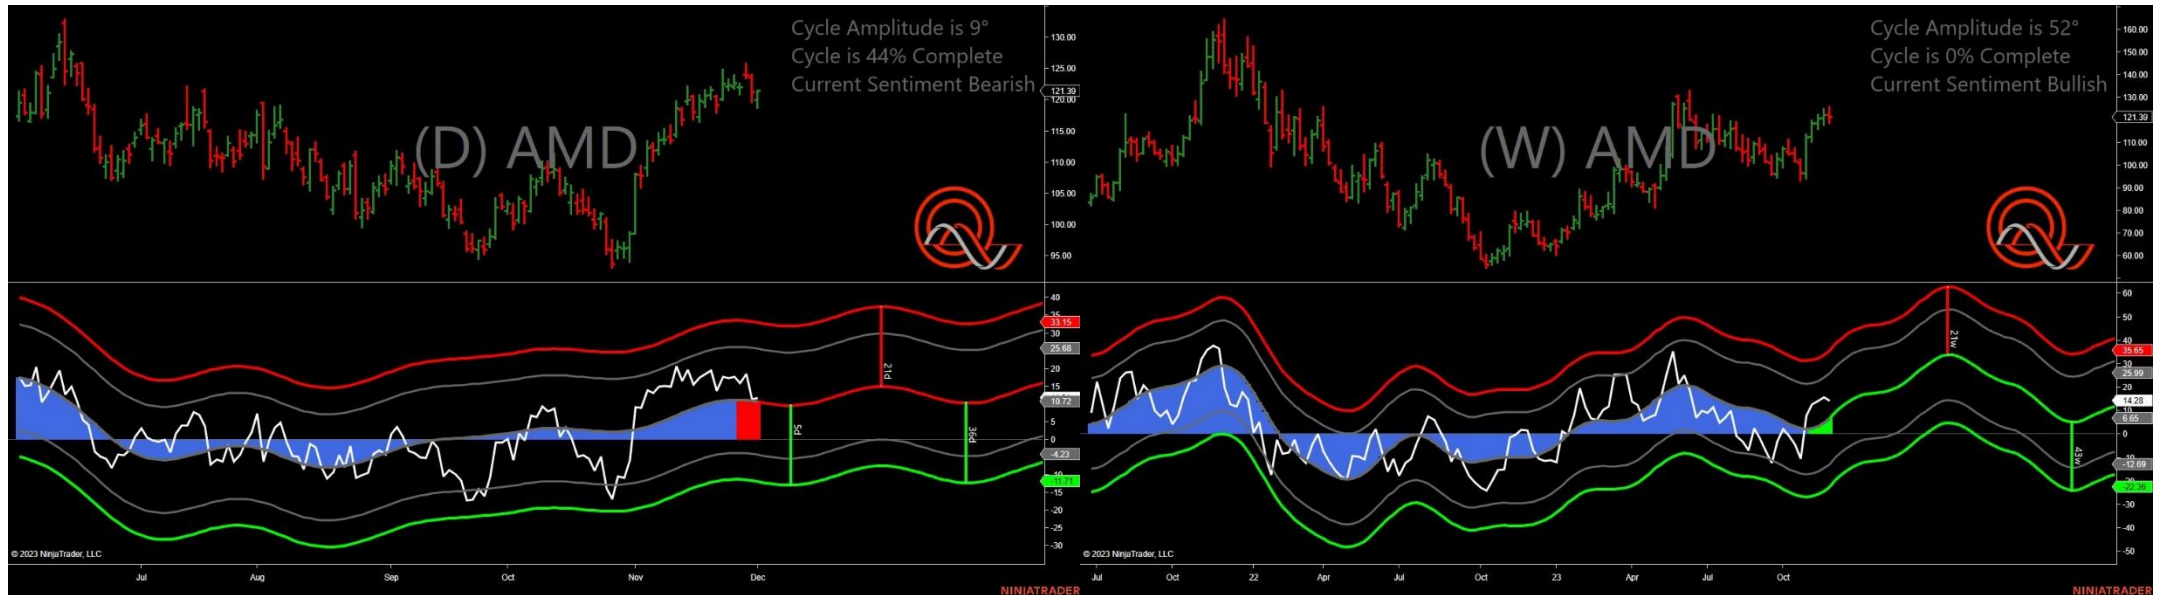 Cycle Amplitude is 9°
Cycle is 44% Complete
Current Sentiment Bearish
(D) AMD
130.00
125.00
121.39
120.00
115.00
110.00
105.00
100.00
95.00
40
35
33.15
30
25.68
20
15
10.72
5
0
-4.23
-11.71
-15
-20
-25
-30
5d
21d
36d
© 2023 NinjaTrader, LLC
Jul Aug Sep Oct Nov Dec
NINJATRADER
Cycle Amplitude is 52°
Cycle is 0% Complete
Current Sentiment Bullish
(W) AMD
160.00
150.00
140.00
130.00
121.39
110.00
100.00
90.00
80.00
70.00
60.00
60
50
40
35.65
25.99
20
14.28
10
6.65
0
-10
-12.69
-22.36
-30
-40
-50
21w
43w
© 2023 NinjaTrader, LLC
Jul Oct 22 Apr Jul Oct 23 Apr Jul Oct
NINJATRADER